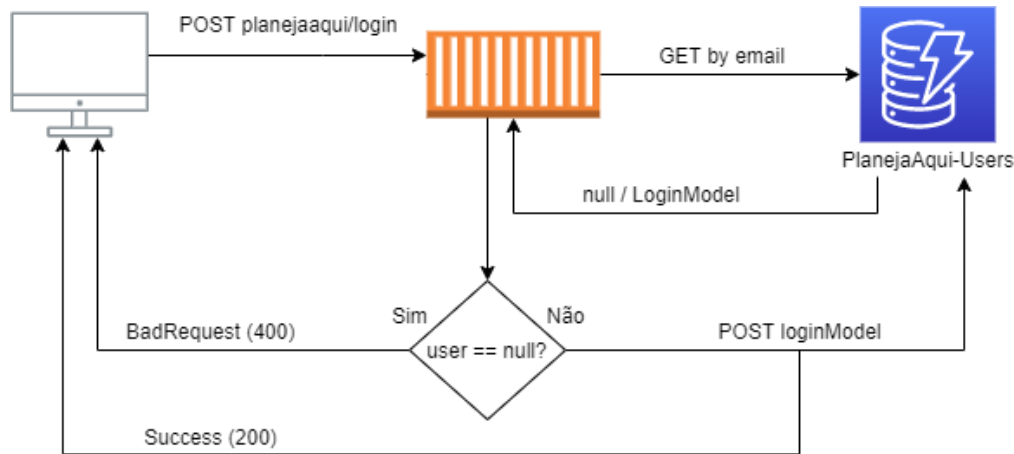 POST planejaaqui/login
GET by email
PlanejaAqui-Users
null / LoginModel
Sim
Não
BadRequest (400)
user == null?
POST loginModel
Success (200)